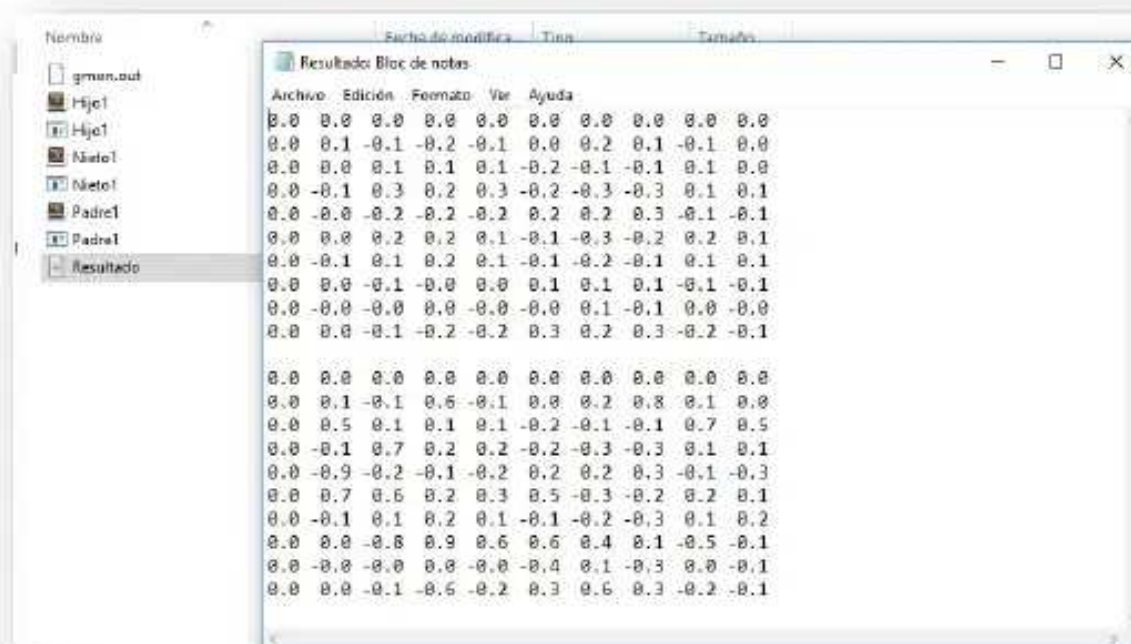 Nombre Fecha de modifica... Tipo Tamaño
gmon.out
Hijo1
Hijo1
Nieto1
Nieto1
Padre1
Padre1
Resultado
Resultado: Bloc de notas
Archivo Edición Formato Ver Ayuda
0.0 0.0 0.0 0.0 0.0 0.0 0.0 0.0 0.0 0.0
0.0 0.1 -0.1 -0.2 -0.1 0.0 0.2 0.1 -0.1 0.0
0.0 0.0 0.1 0.1 0.1 -0.2 -0.1 -0.1 0.1 0.0
0.0 -0.1 0.3 0.2 0.3 -0.2 -0.3 -0.3 0.1 0.1
0.0 -0.0 -0.2 -0.2 -0.2 0.2 0.2 0.3 -0.1 -0.1
0.0 0.0 0.2 0.2 0.1 -0.1 -0.3 -0.2 0.2 0.1
0.0 -0.1 0.1 0.2 0.1 -0.1 -0.2 -0.1 0.1 0.1
0.0 0.0 -0.1 -0.0 0.0 0.1 0.1 0.1 -0.1 -0.1
0.0 -0.0 -0.0 0.0 -0.0 -0.0 0.1 -0.1 0.0 -0.0
0.0 0.0 -0.1 -0.2 -0.2 0.3 0.2 0.3 -0.2 -0.1
0.0 0.0 0.0 0.0 0.0 0.0 0.0 0.0 0.0 0.0
0.0 0.1 -0.1 0.6 -0.1 0.0 0.2 0.8 0.1 0.0
0.0 0.5 0.1 0.1 0.1 -0.2 -0.1 -0.1 0.7 0.5
0.0 -0.1 0.7 0.2 0.2 -0.2 -0.3 -0.3 0.1 0.1
0.0 -0.9 -0.2 -0.1 -0.2 0.2 0.2 0.3 -0.1 -0.3
0.0 0.7 0.6 0.2 0.3 0.5 -0.3 -0.2 0.2 0.1
0.0 -0.1 0.1 0.2 0.1 -0.1 -0.2 -0.3 0.1 0.2
0.0 0.0 -0.8 0.9 0.6 0.6 0.4 0.1 -0.5 -0.1
0.0 -0.0 -0.0 0.0 -0.0 -0.4 0.1 -0.3 0.0 -0.1
0.0 0.0 -0.1 -0.6 -0.2 0.3 0.6 0.3 -0.2 -0.1